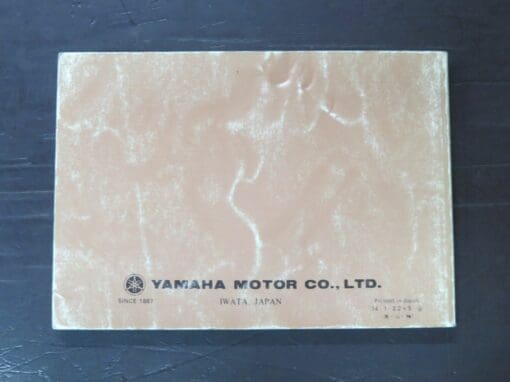 YAMAHA MOTOR CO., LTD.
SINCE 1887
IWATA, JAPAN
Printed in Japan